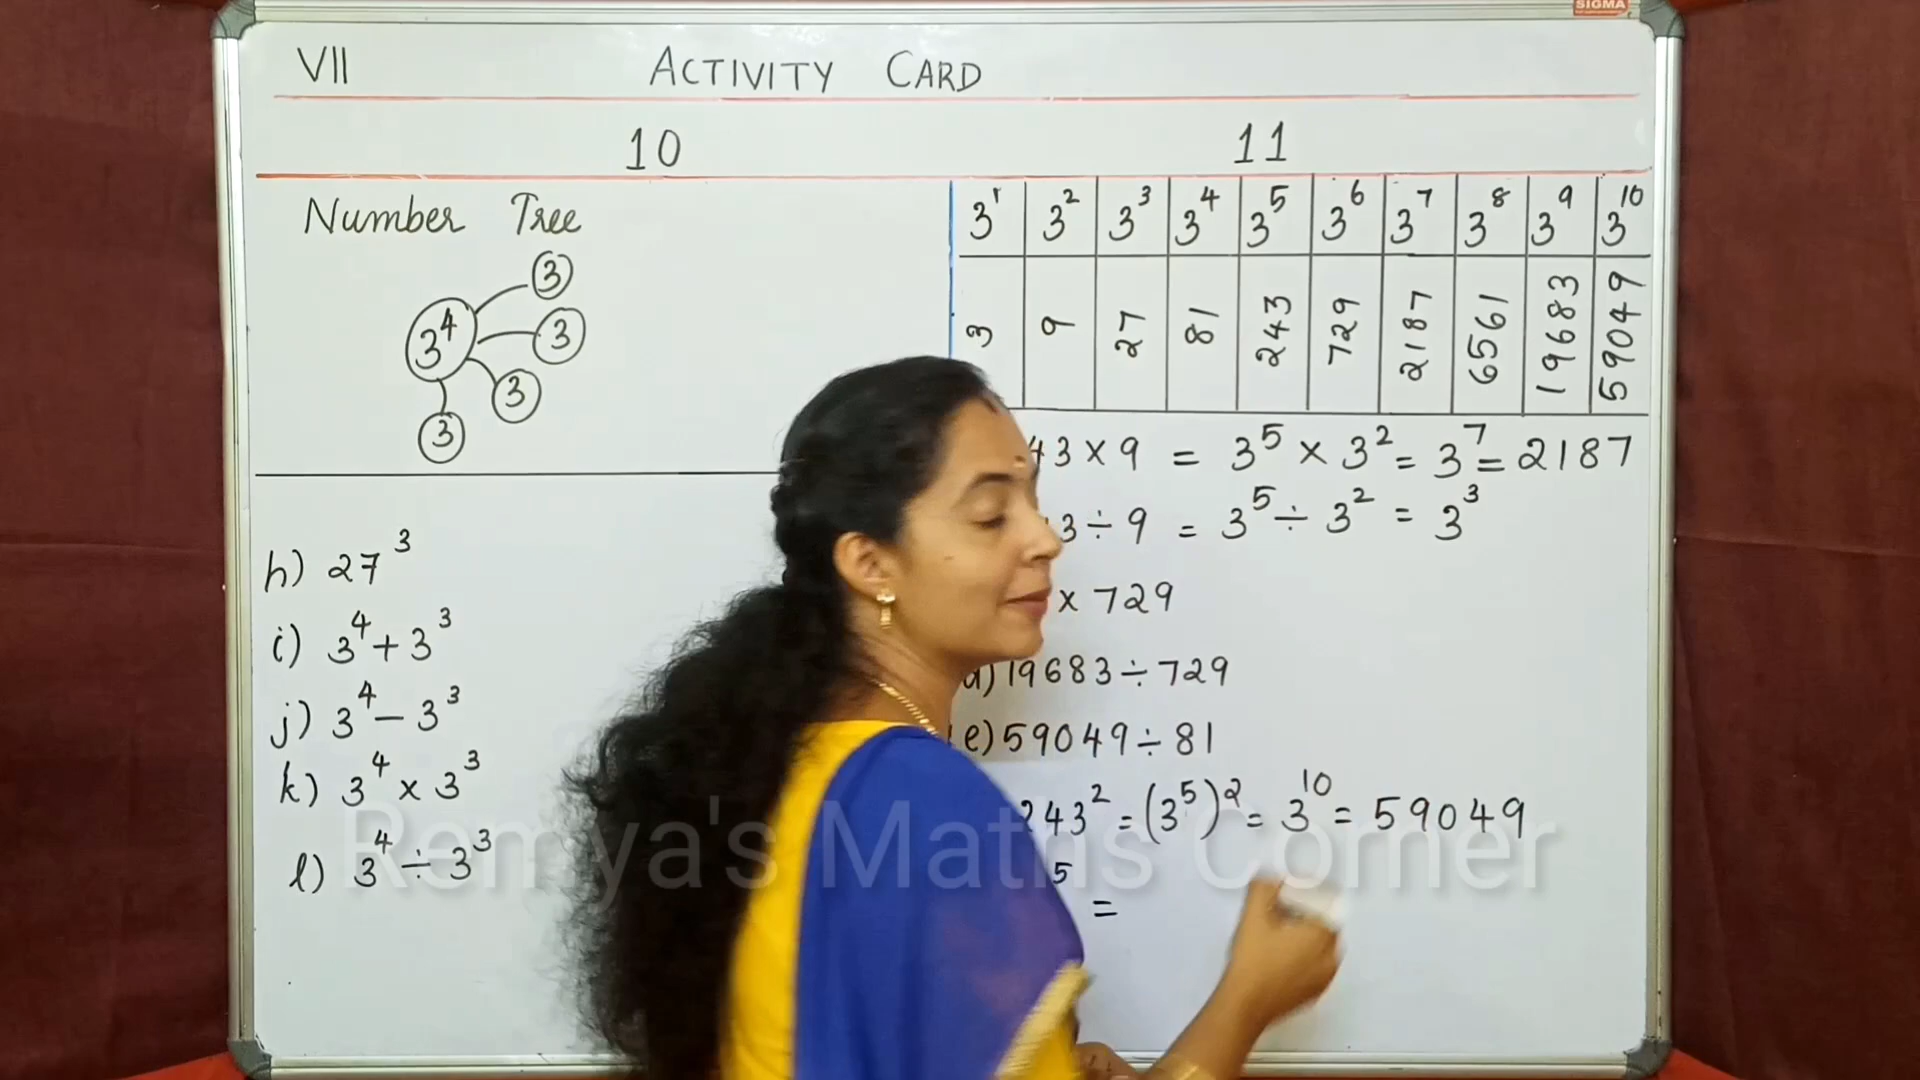 SIGMA
VII ACTIVITY CARD
10
11
Number Tree
3⁴
3
3
3
3
3¹ 3² 3³ 3⁴ 3⁵ 3⁶ 3⁷ 3⁸ 3⁹ 3¹⁰
3 9 27 81 243 729 2187 6561 19683 59049
43 × 9 = 3⁵ × 3² = 3⁷ = 2187
3 ÷ 9 = 3⁵ ÷ 3² = 3³
× 729
d) 19683 ÷ 729
e) 59049 ÷ 81
243² = (3⁵)² = 3¹⁰ = 59049
5 =
h) 27³
i) 3⁴ + 3³
j) 3⁴ − 3³
k) 3⁴ × 3³
l) 3⁴ ÷ 3³
Remya's Maths Corner